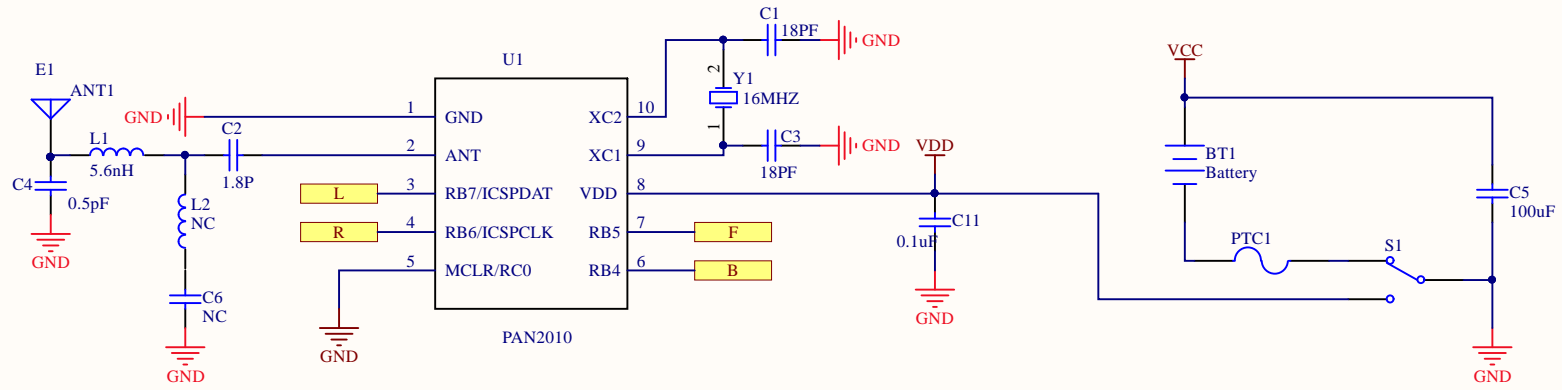 E1
ANT1
C4
0.5pF
GND
L1
5.6nH
GND
C2
1.8P
L2
NC
C6
NC
GND
L
R
GND
U1
1
GND
2
ANT
3
RB7/ICSPDAT
4
RB6/ICSPCLK
5
MCLR/RC0
XC2
10
XC1
9
VDD
8
RB5
7
RB4
6
PAN2010
F
B
C1
18PF
GND
2
Y1
16MHZ
1
C3
18PF
GND
VDD
C11
0.1uF
GND
VCC
BT1
Battery
PTC1
S1
C5
100uF
GND